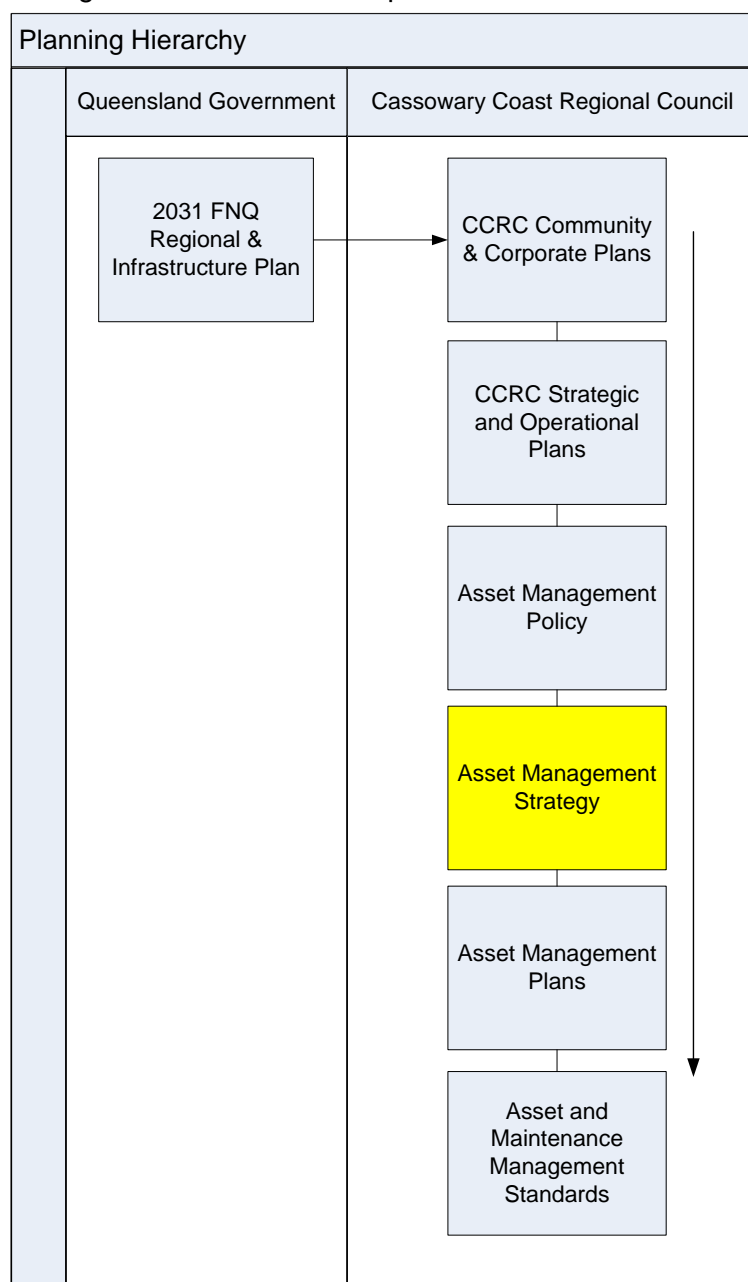 Planning Hierarchy
Queensland Government
Cassowary Coast Regional Council
2031 FNQ
Regional &
Infrastructure Plan
CCRC Community
& Corporate Plans
CCRC Strategic
and Operational
Plans
Asset Management
Policy
Asset Management
Strategy
Asset Management
Plans
Asset and
Maintenance
Management
Standards